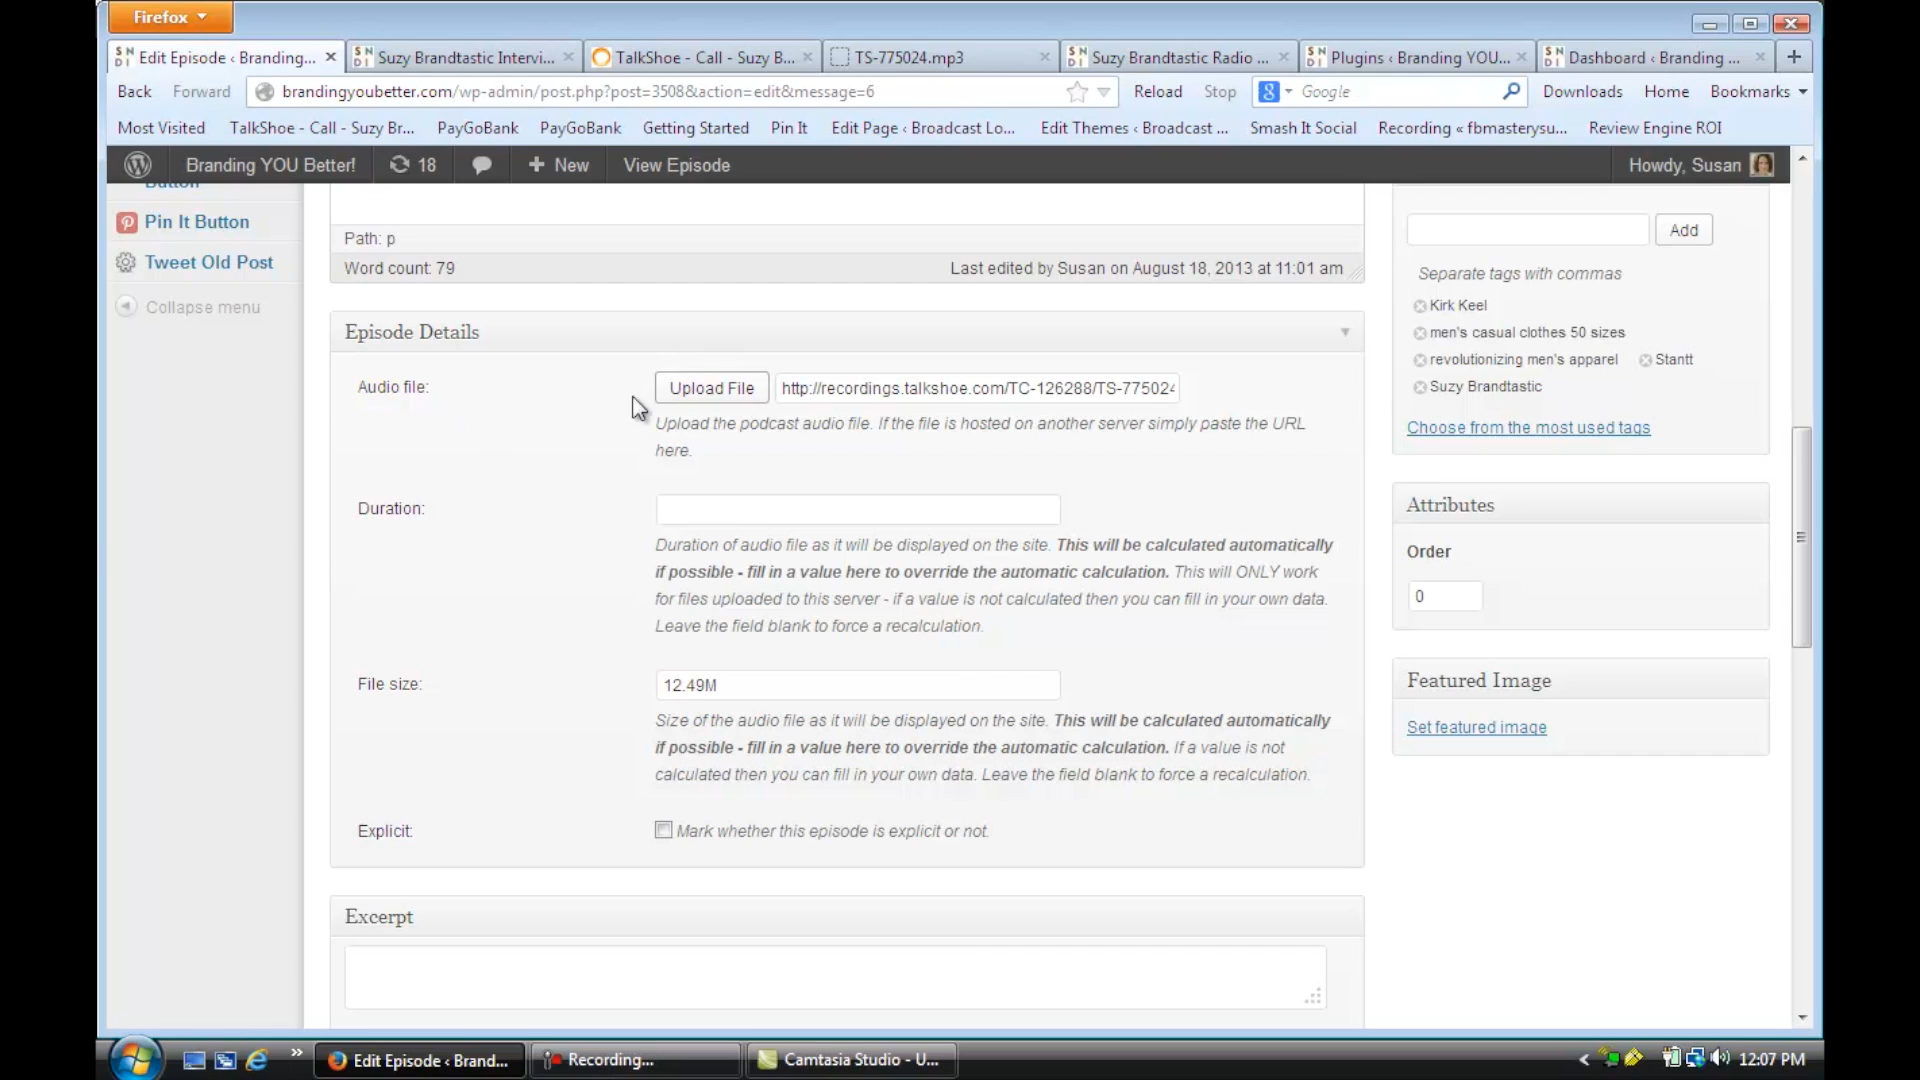 Firefox
Edit Episode ‹ Branding...
Suzy Brandtastic Intervi...
TalkShoe - Call - Suzy B...
TS-775024.mp3
Suzy Brandtastic Radio ...
Plugins ‹ Branding YOU...
Dashboard ‹ Branding ...
Back
Forward
brandingyoubetter.com/wp-admin/post.php?post=3508&action=edit&message=6
Reload
Stop
Google
Downloads
Home
Bookmarks
Most Visited
TalkShoe - Call - Suzy Br...
PayGoBank
PayGoBank
Getting Started
Pin It
Edit Page ‹ Broadcast Lo...
Edit Themes ‹ Broadcast ...
Smash It Social
Recording « fbmasterysu...
Review Engine ROI
Branding YOU Better!
18
+ New
View Episode
Howdy, Susan
Button
Pin It Button
Tweet Old Post
Collapse menu
Path: p
Word count: 79
Last edited by Susan on August 18, 2013 at 11:01 am
Episode Details
Audio file:
Upload File
http://recordings.talkshoe.com/TC-126288/TS-775024
Upload the podcast audio file. If the file is hosted on another server simply paste the URL
here.
Duration:
Duration of audio file as it will be displayed on the site. This will be calculated automatically
if possible - fill in a value here to override the automatic calculation. This will ONLY work
for files uploaded to this server - if a value is not calculated then you can fill in your own data.
Leave the field blank to force a recalculation.
File size:
12.49M
Size of the audio file as it will be displayed on the site. This will be calculated automatically
if possible - fill in a value here to override the automatic calculation. If a value is not
calculated then you can fill in your own data. Leave the field blank to force a recalculation.
Explicit:
Mark whether this episode is explicit or not.
Excerpt
Add
Separate tags with commas
Kirk Keel
men's casual clothes 50 sizes
revolutionizing men's apparel
Stantt
Suzy Brandtastic
Choose from the most used tags
Attributes
Order
0
Featured Image
Set featured image
Edit Episode ‹ Brand...
Recording...
Camtasia Studio - U...
12:07 PM